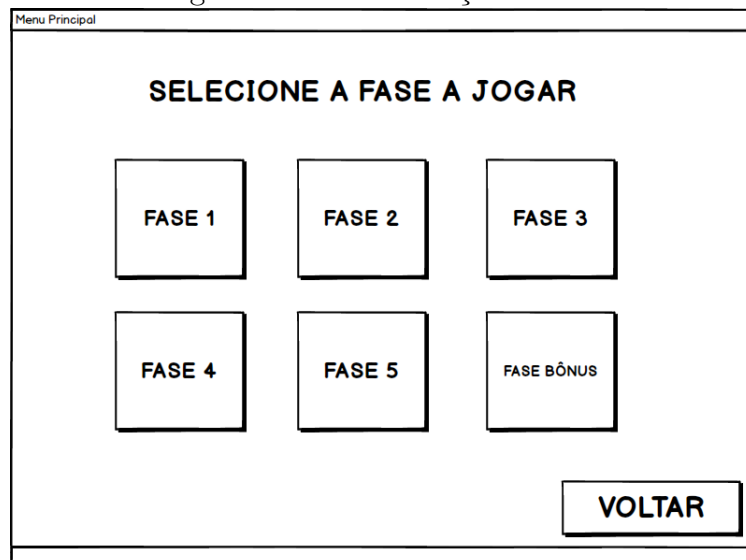 Menu Principal
SELECIONE A FASE A JOGAR
FASE 1
FASE 2
FASE 3
FASE 4
FASE 5
FASE BÔNUS
VOLTAR